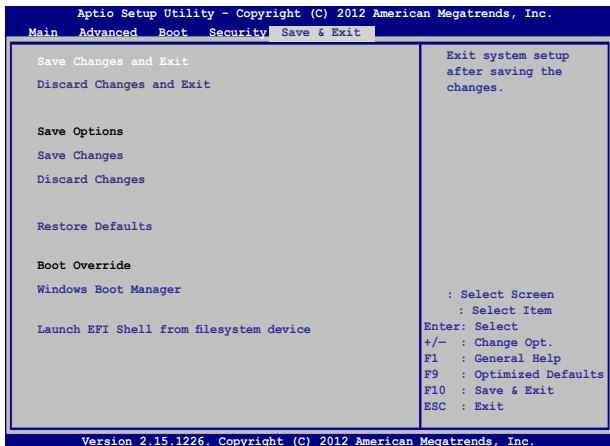 Aptio Setup Utility - Copyright (C) 2012 American Megatrends, Inc.
Main Advanced Boot Security Save & Exit
Save Changes and Exit
Discard Changes and Exit
Save Options
Save Changes
Discard Changes
Restore Defaults
Boot Override
Windows Boot Manager
Launch EFI Shell from filesystem device
Exit system setup
after saving the
changes.
: Select Screen
: Select Item
Enter: Select
+/— : Change Opt.
F1 : General Help
F9 : Optimized Defaults
F10 : Save & Exit
ESC : Exit
Version 2.15.1226. Copyright (C) 2012 American Megatrends, Inc.